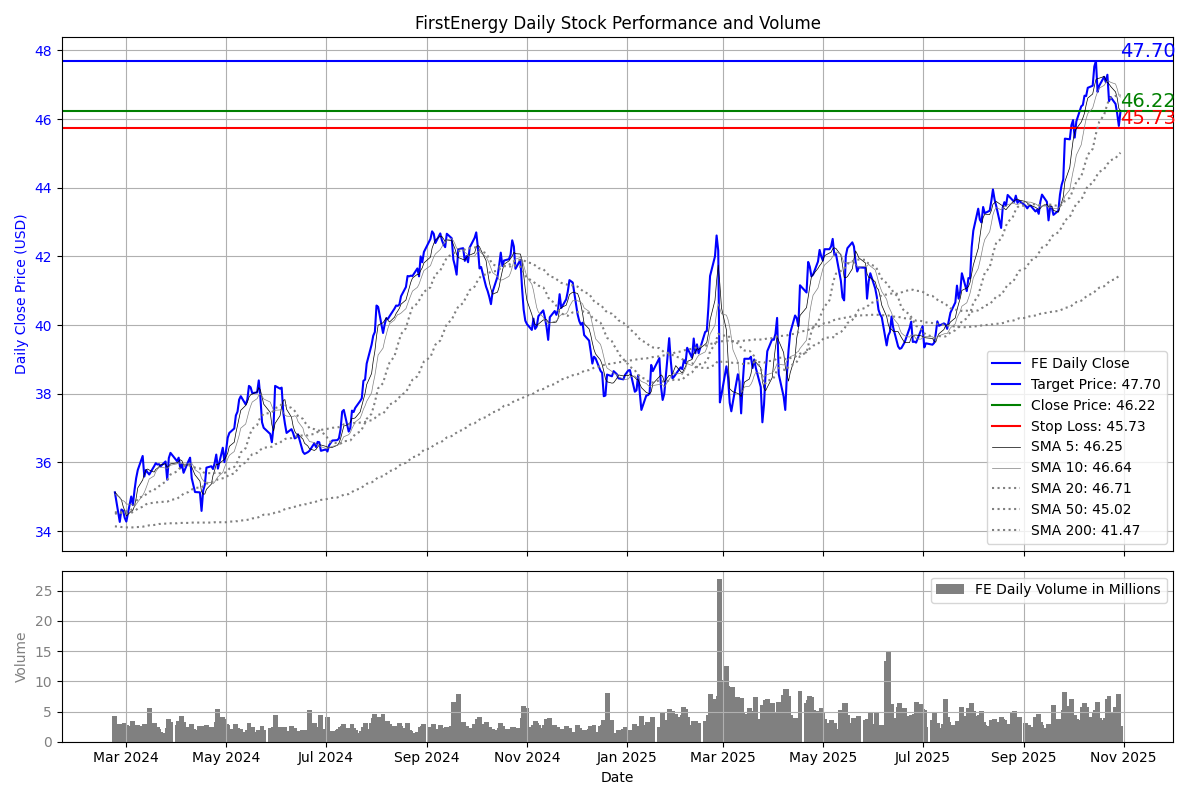 FirstEnergy Daily Stock Performance and Volume
48
46
44
42
40
38
36
34
Daily Close Price (USD)
47.70
46.22
45.73
FE Daily Close
Target Price: 47.70
Close Price: 46.22
Stop Loss: 45.73
SMA 5: 46.25
SMA 10: 46.64
SMA 20: 46.71
SMA 50: 45.02
SMA 200: 41.47
25
20
15
10
5
0
Volume
FE Daily Volume in Millions
Mar 2024 May 2024 Jul 2024 Sep 2024 Nov 2024 Jan 2025 Mar 2025 May 2025 Jul 2025 Sep 2025 Nov 2025
Date